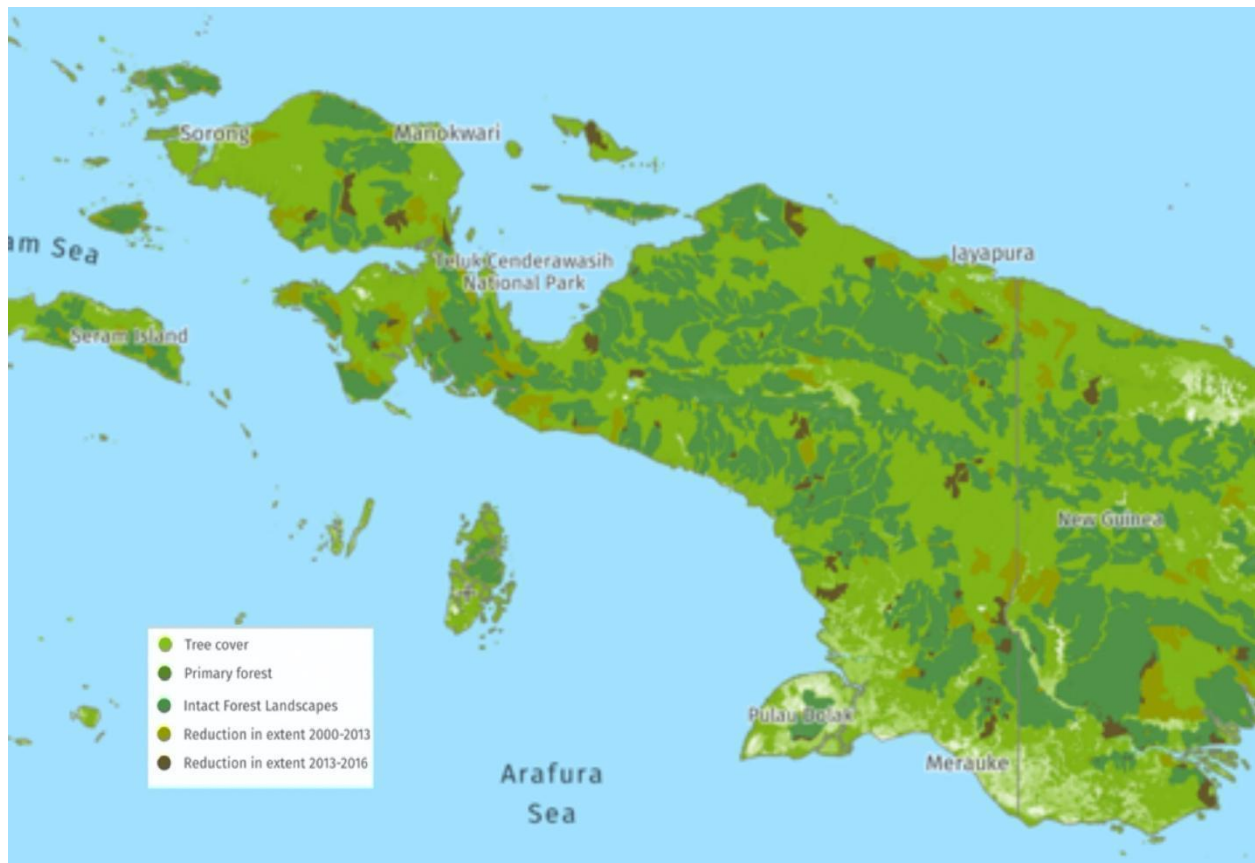 Sorong
Manokwari
am Sea
Jayapura
Teluk Cenderawasih
National Park
Seram Island
New Guinea
Tree cover
Primary forest
Intact Forest Landscapes
Reduction in extent 2000-2013
Reduction in extent 2013-2016
Pulau Dolak
Merauke
Arafura
Sea